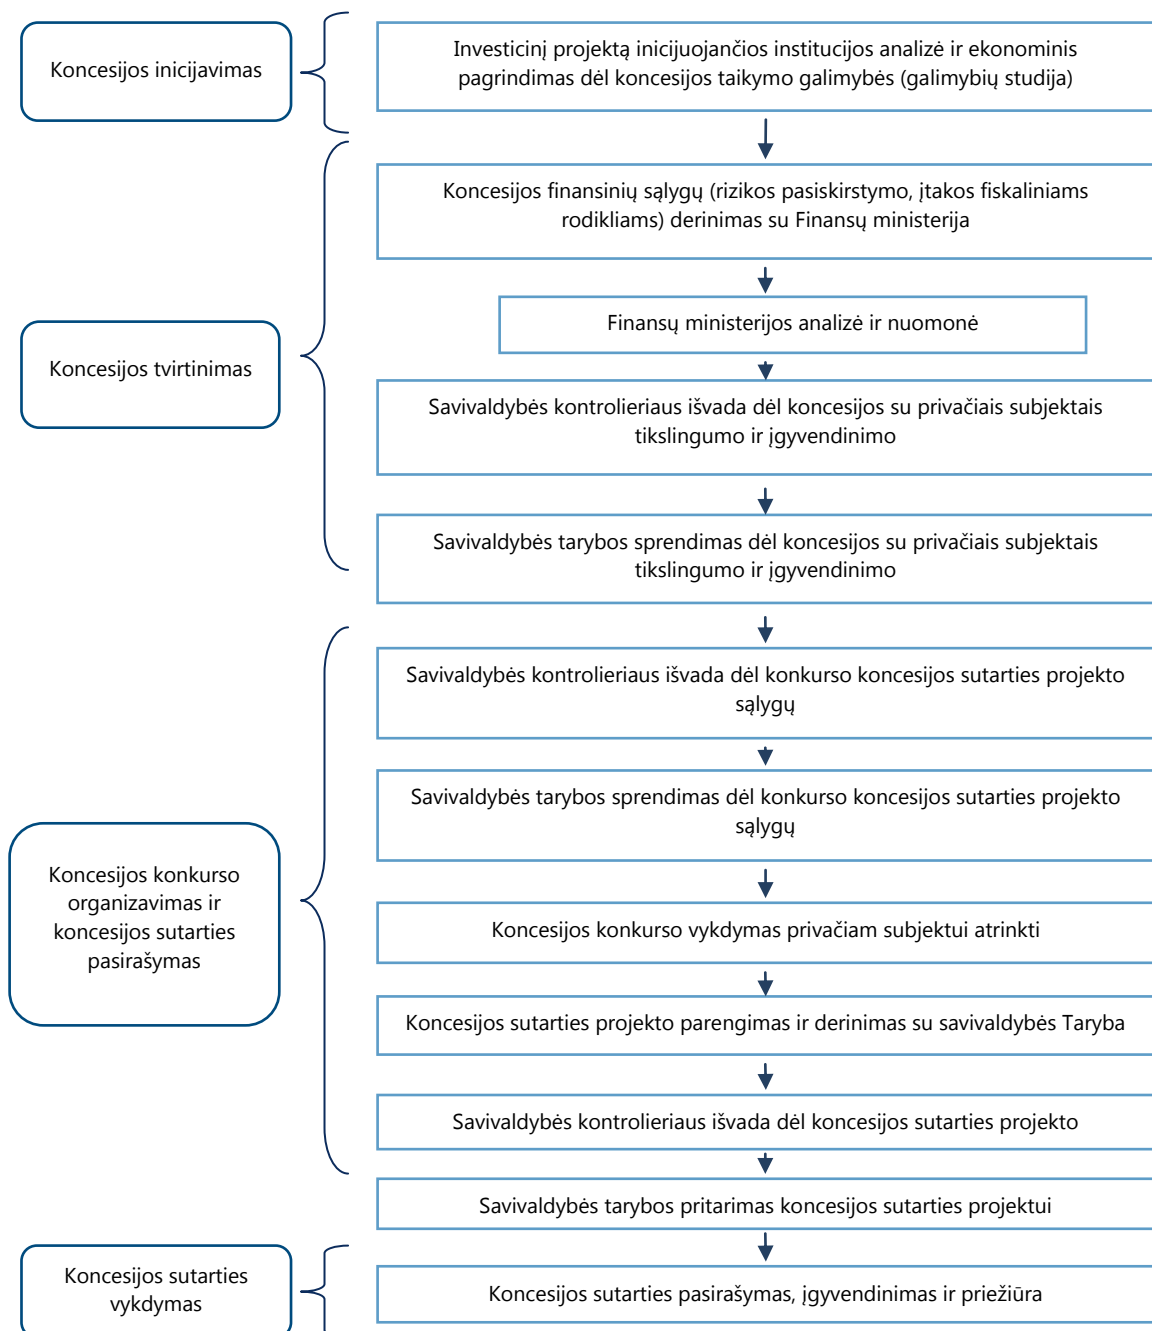 Koncesijos inicijavimas
Investicinį projektą inicijuojančios institucijos analizė ir ekonominis
pagrindimas dėl koncesijos taikymo galimybės (galimybių studija)
Koncesijos tvirtinimas
Koncesijos finansinių sąlygų (rizikos pasiskirstymo, įtakos fiskaliniams
rodikliams) derinimas su Finansų ministerija
Finansų ministerijos analizė ir nuomonė
Savivaldybės kontrolieriaus išvada dėl koncesijos su privačiais subjektais
tikslingumo ir įgyvendinimo
Savivaldybės tarybos sprendimas dėl koncesijos su privačiais subjektais
tikslingumo ir įgyvendinimo
Koncesijos konkurso
organizavimas ir
koncesijos sutarties
pasirašymas
Savivaldybės kontrolieriaus išvada dėl konkurso koncesijos sutarties projekto
sąlygų
Savivaldybės tarybos sprendimas dėl konkurso koncesijos sutarties projekto
sąlygų
Koncesijos konkurso vykdymas privačiam subjektui atrinkti
Koncesijos sutarties projekto parengimas ir derinimas su savivaldybės Taryba
Savivaldybės kontrolieriaus išvada dėl koncesijos sutarties projekto
Savivaldybės tarybos pritarimas koncesijos sutarties projektui
Koncesijos sutarties
vykdymas
Koncesijos sutarties pasirašymas, įgyvendinimas ir priežiūra